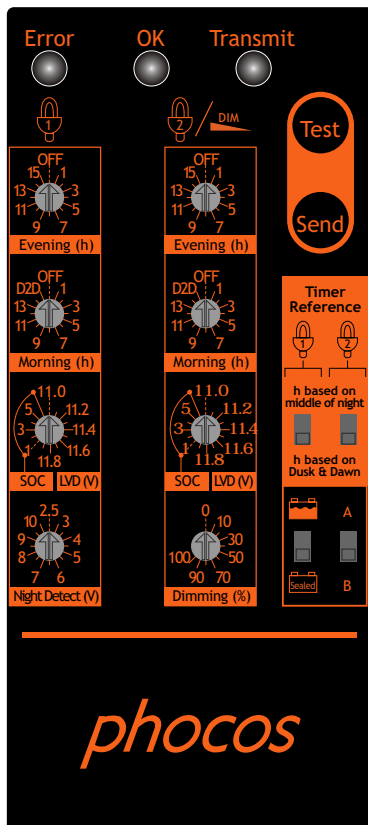 Error OK Transmit
1 2 / DIM
Test
Send
OFF
15 1
13 3
11 5
9 7
Evening (h)
OFF
D2D 1
13 3
11 5
9 7
Morning (h)
11.0
5 11.2
3 11.4
1 11.6
11.8
SOC LVD (V)
2.5
10 3
9 4
8 5
7 6
Night Detect (V)
OFF
15 1
13 3
11 5
9 7
Evening (h)
OFF
D2D 1
13 3
11 5
9 7
Morning (h)
11.0
5 11.2
3 11.4
1 11.6
11.8
SOC LVD (V)
0
10
30
100 50
90 70
Dimming (%)
Timer
Reference
1 2
h based on
middle of night
h based on
Dusk & Dawn
A
Sealed B
phocos